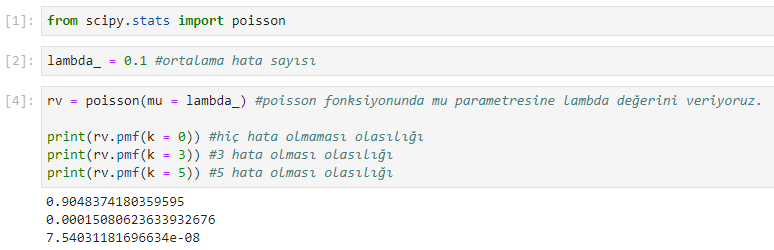 [1]: from scipy.stats import poisson
[2]: lambda_ = 0.1 #ortalama hata sayısı
[4]: rv = poisson(mu = lambda_) #poisson fonksiyonunda mu parametresine lambda değerini veriyoruz.
print(rv.pmf(k = 0)) #hiç hata olmaması olasılığı
print(rv.pmf(k = 3)) #3 hata olması olasılığı
print(rv.pmf(k = 5)) #5 hata olması olasılığı
0.9048374180359595
0.00015080623633932676
7.54031181696634e-08